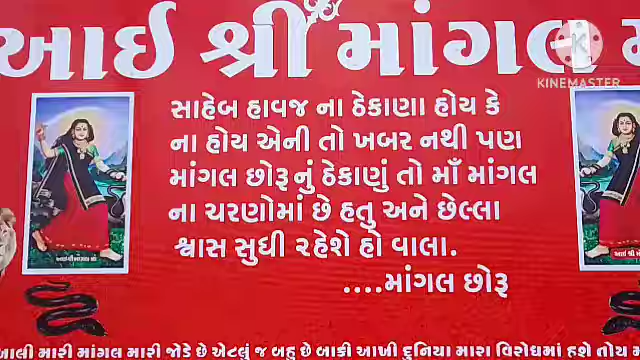 આઈ શ્રી માંગલ મ
KINEMASTER
સાહેબ હાવજ ના ઠેકાણા હોય કે
ના હોય એની તો ખબર નથી પણ
માંગલ છોરૂનું ઠેકાણું તો માઁ માંગલ
ના ચરણોમાં છે હતુ અને છેલ્લા
શ્વાસ સુધી રહેશે હો વાલા.
....માંગલ છોરૂ
આલી મારી માંગલ મારી જોડે છે એટલું જ બહુ છે બાકી આખી દુનિયા મારા વિરોધમાં હશે તોય મ